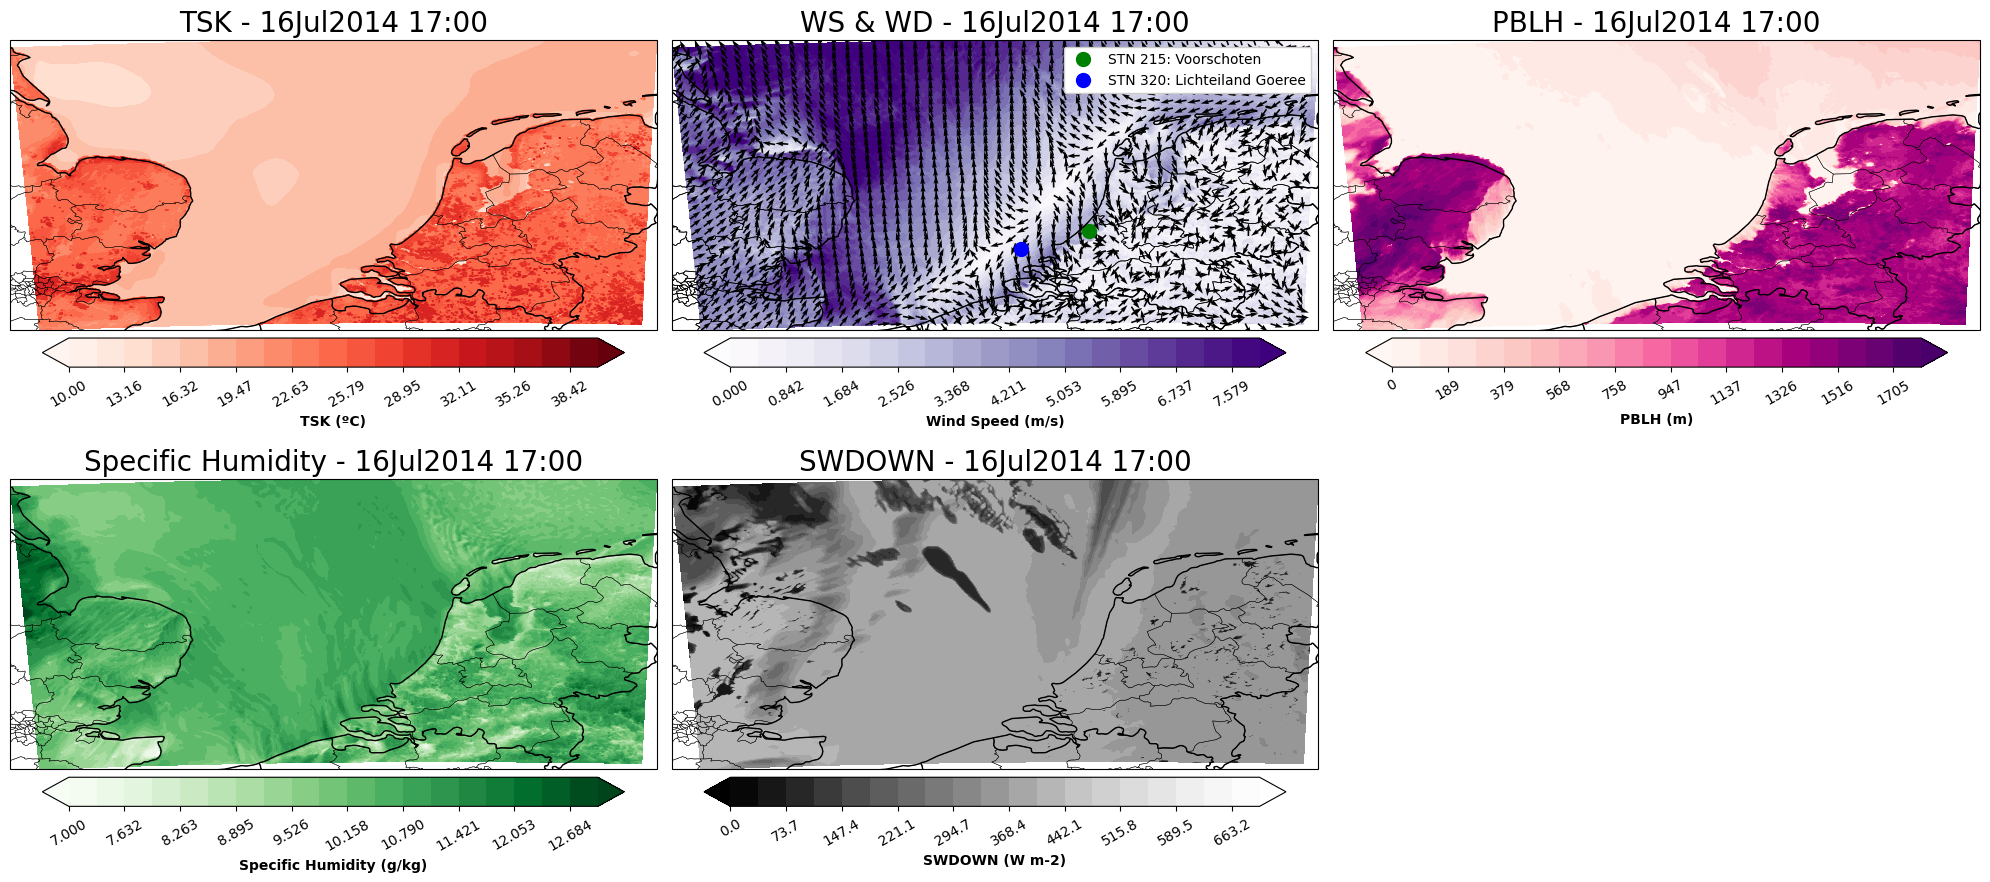 TSK - 16Jul2014 17:00
WS & WD - 16Jul2014 17:00
PBLH - 16Jul2014 17:00
STN 215: Voorschoten
STN 320: Lichteiland Goeree
10.00 13.16 16.32 19.47 22.63 25.79 28.95 32.11 35.26 38.42
TSK (ºC)
0.000 0.842 1.684 2.526 3.368 4.211 5.053 5.895 6.737 7.579
Wind Speed (m/s)
0 189 379 568 758 947 1137 1326 1516 1705
PBLH (m)
Specific Humidity - 16Jul2014 17:00
SWDOWN - 16Jul2014 17:00
7.000 7.632 8.263 8.895 9.526 10.158 10.790 11.421 12.053 12.684
Specific Humidity (g/kg)
0.0 73.7 147.4 221.1 294.7 368.4 442.1 515.8 589.5 663.2
SWDOWN (W m-2)